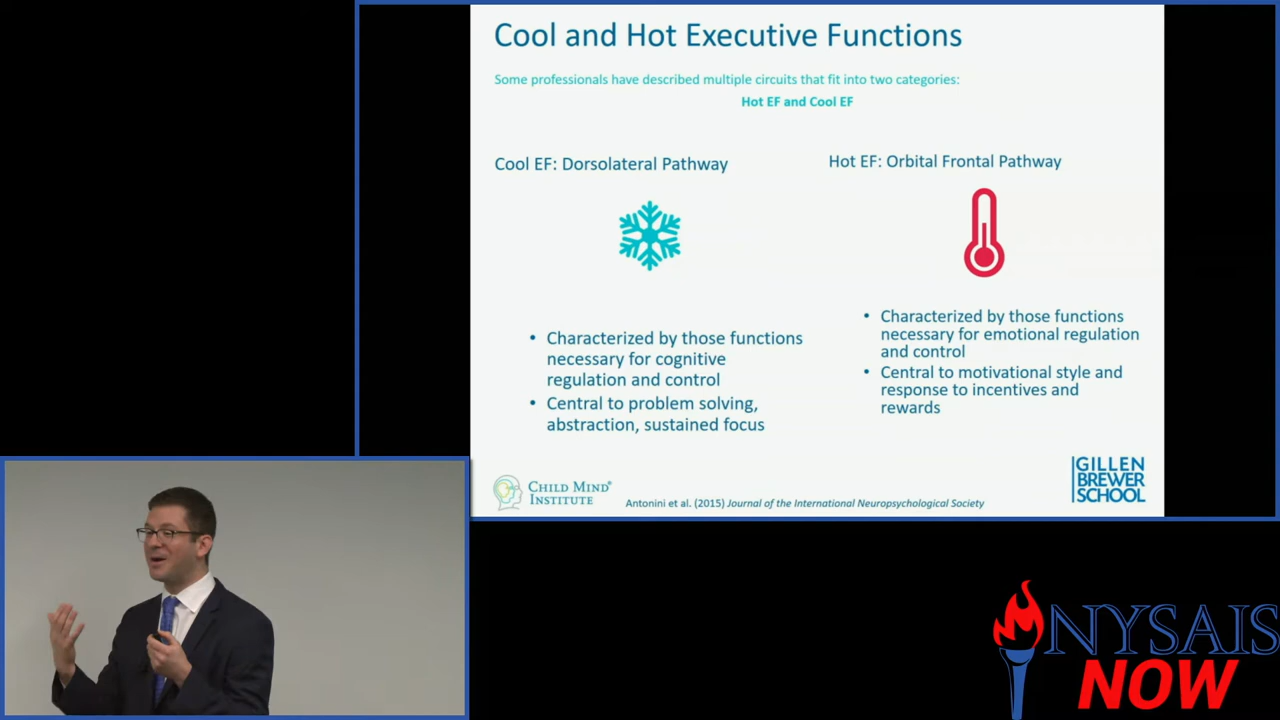 Cool and Hot Executive Functions
Some professionals have described multiple circuits that fit into two categories:
Hot EF and Cool EF
Cool EF: Dorsolateral Pathway
• Characterized by those functions
necessary for cognitive
regulation and control
• Central to problem solving,
abstraction, sustained focus
Hot EF: Orbital Frontal Pathway
• Characterized by those functions
necessary for emotional regulation
and control
• Central to motivational style and
response to incentives and
rewards
CHILD MIND®
INSTITUTE
Antonini et al. (2015) Journal of the International Neuropsychological Society
GILLEN
BREWER
SCHOOL
NYSAIS
NOW